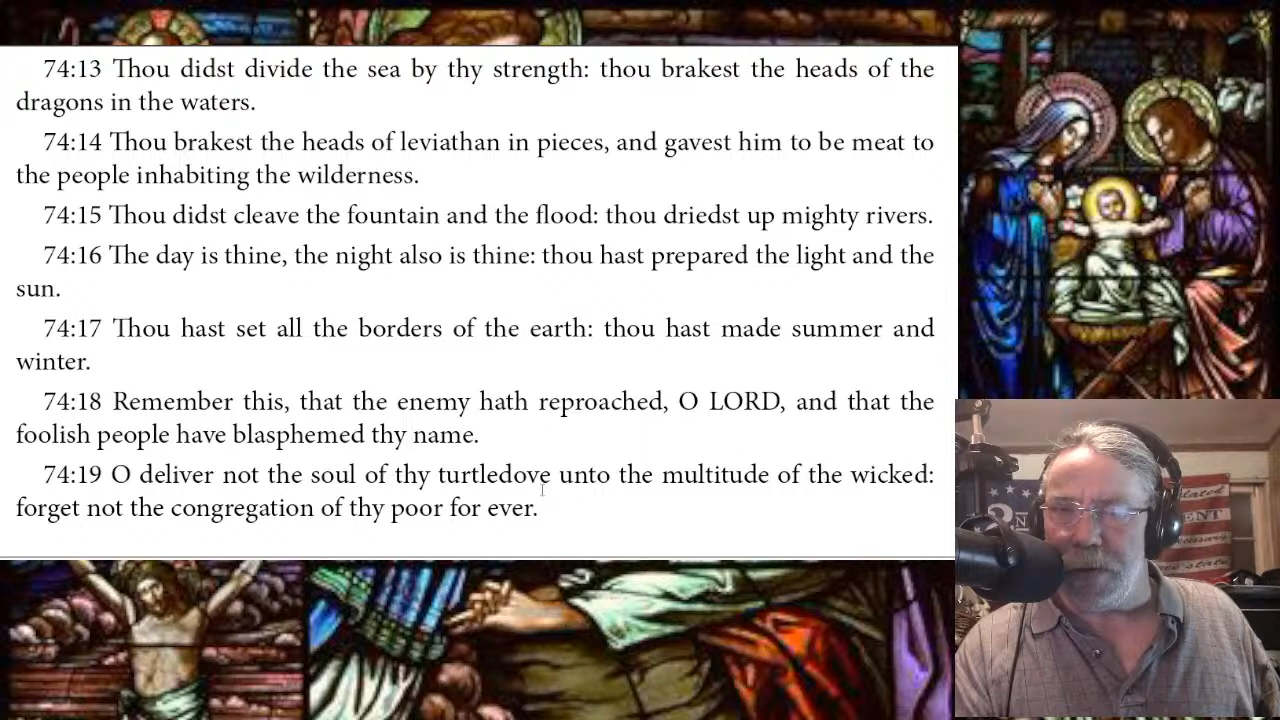 74:13 Thou didst divide the sea by thy strength: thou brakest the heads of the
dragons in the waters.
74:14 Thou brakest the heads of leviathan in pieces, and gavest him to be meat to
the people inhabiting the wilderness.
74:15 Thou didst cleave the fountain and the flood: thou driedst up mighty rivers.
74:16 The day is thine, the night also is thine: thou hast prepared the light and the
sun.
74:17 Thou hast set all the borders of the earth: thou hast made summer and
winter.
74:18 Remember this, that the enemy hath reproached, O LORD, and that the
foolish people have blasphemed thy name.
74:19 O deliver not the soul of thy turtledove unto the multitude of the wicked:
forget not the congregation of thy poor for ever.